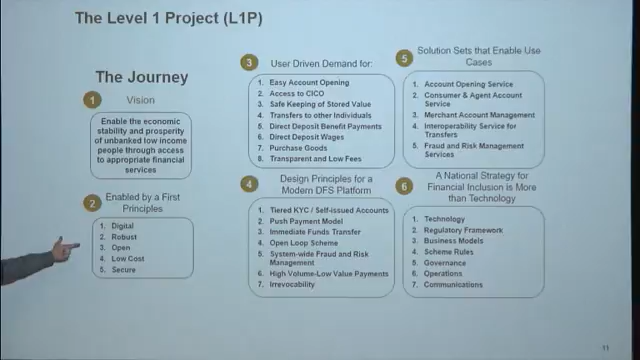 The Level 1 Project (L1P)
The Journey
1
Vision
Enable the economic
stability and prosperity
of unbanked low income
people through access
to appropriate financial
services
2
Enabled by a First
Principles
1. Digital
2. Robust
3. Open
4. Low Cost
5. Secure
3
User Driven Demand for:
1. Easy Account Opening
2. Access to CICO
3. Safe Keeping of Stored Value
4. Transfers to other Individuals
5. Direct Deposit Benefit Payments
6. Direct Deposit Wages
7. Purchase Goods
8. Transparent and Low Fees
4
Design Principles for a
Modern DFS Platform
1. Tiered KYC / Self-issued Accounts
2. Push Payment Model
3. Immediate Funds Transfer
4. Open Loop Scheme
5. System-wide Fraud and Risk
Management
6. High Volume-Low Value Payments
7. Irrevocability
5
Solution Sets that Enable Use
Cases
1. Account Opening Service
2. Consumer & Agent Account
Service
3. Merchant Account Management
4. Interoperability Service for
Transfers
5. Fraud and Risk Management
Services
6
A National Strategy for
Financial Inclusion is More
than Technology
1. Technology
2. Regulatory Framework
3. Business Models
4. Scheme Rules
5. Governance
6. Operations
7. Communications
11